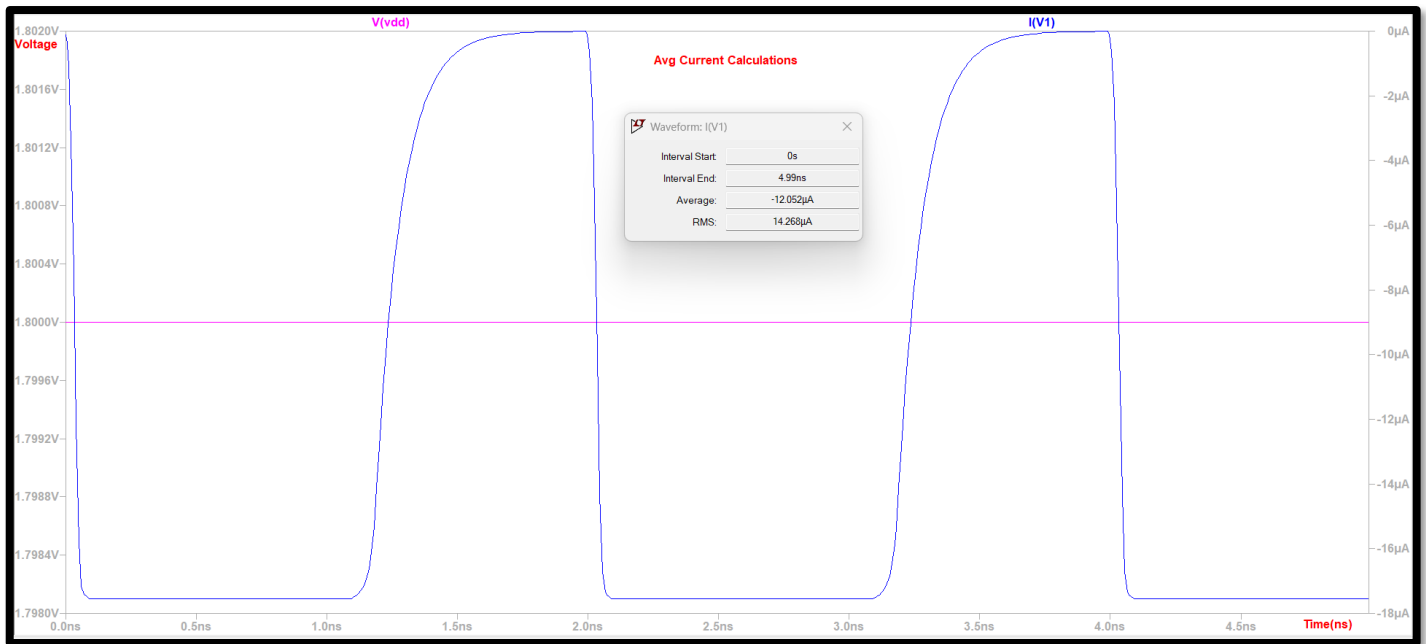 V(vdd) I(V1)
1.8020V 0µA
Voltage
Avg Current Calculations
1.8016V -2µA
Waveform: I(V1)
1.8012V -4µA
Interval Start: 0s
Interval End: 4.99ns
Average: -12.052µA
1.8008V -6µA
RMS: 14.268µA
1.8004V -8µA
1.8000V
-10µA
1.7996V
1.7992V -12µA
1.7988V -14µA
1.7984V -16µA
1.7980V -18µA
0.0ns 0.5ns 1.0ns 1.5ns 2.0ns 2.5ns 3.0ns 3.5ns 4.0ns 4.5ns Time(ns)